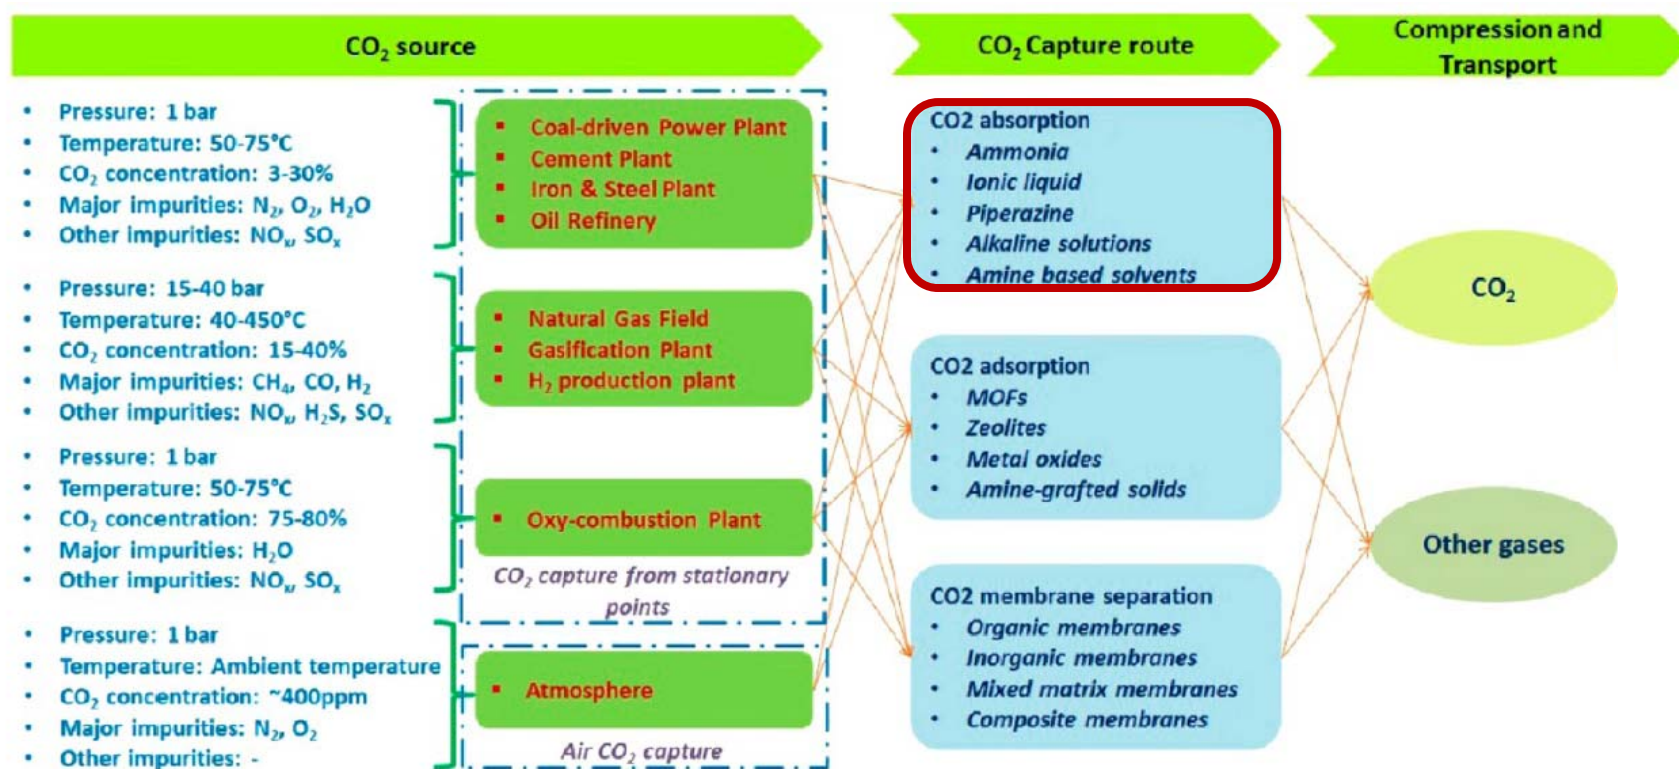 CO₂ source
CO₂ Capture route
Compression and
Transport
• Pressure: 1 bar
• Temperature: 50-75°C
• CO₂ concentration: 3-30%
• Major impurities: N₂, O₂, H₂O
• Other impurities: NOₓ, SOₓ
▪ Coal-driven Power Plant
▪ Cement Plant
▪ Iron & Steel Plant
▪ Oil Refinery
• Pressure: 15-40 bar
• Temperature: 40-450°C
• CO₂ concentration: 15-40%
• Major impurities: CH₄, CO, H₂
• Other impurities: NOₓ, H₂S, SOₓ
▪ Natural Gas Field
▪ Gasification Plant
▪ H₂ production plant
• Pressure: 1 bar
• Temperature: 50-75°C
• CO₂ concentration: 75-80%
• Major impurities: H₂O
• Other impurities: NOₓ, SOₓ
▪ Oxy-combustion Plant
CO₂ capture from stationary
points
• Pressure: 1 bar
• Temperature: Ambient temperature
• CO₂ concentration: ~400ppm
• Major impurities: N₂, O₂
• Other impurities: -
▪ Atmosphere
Air CO₂ capture
CO2 absorption
• Ammonia
• Ionic liquid
• Piperazine
• Alkaline solutions
• Amine based solvents
CO2 adsorption
• MOFs
• Zeolites
• Metal oxides
• Amine-grafted solids
CO2 membrane separation
• Organic membranes
• Inorganic membranes
• Mixed matrix membranes
• Composite membranes
CO₂
Other gases